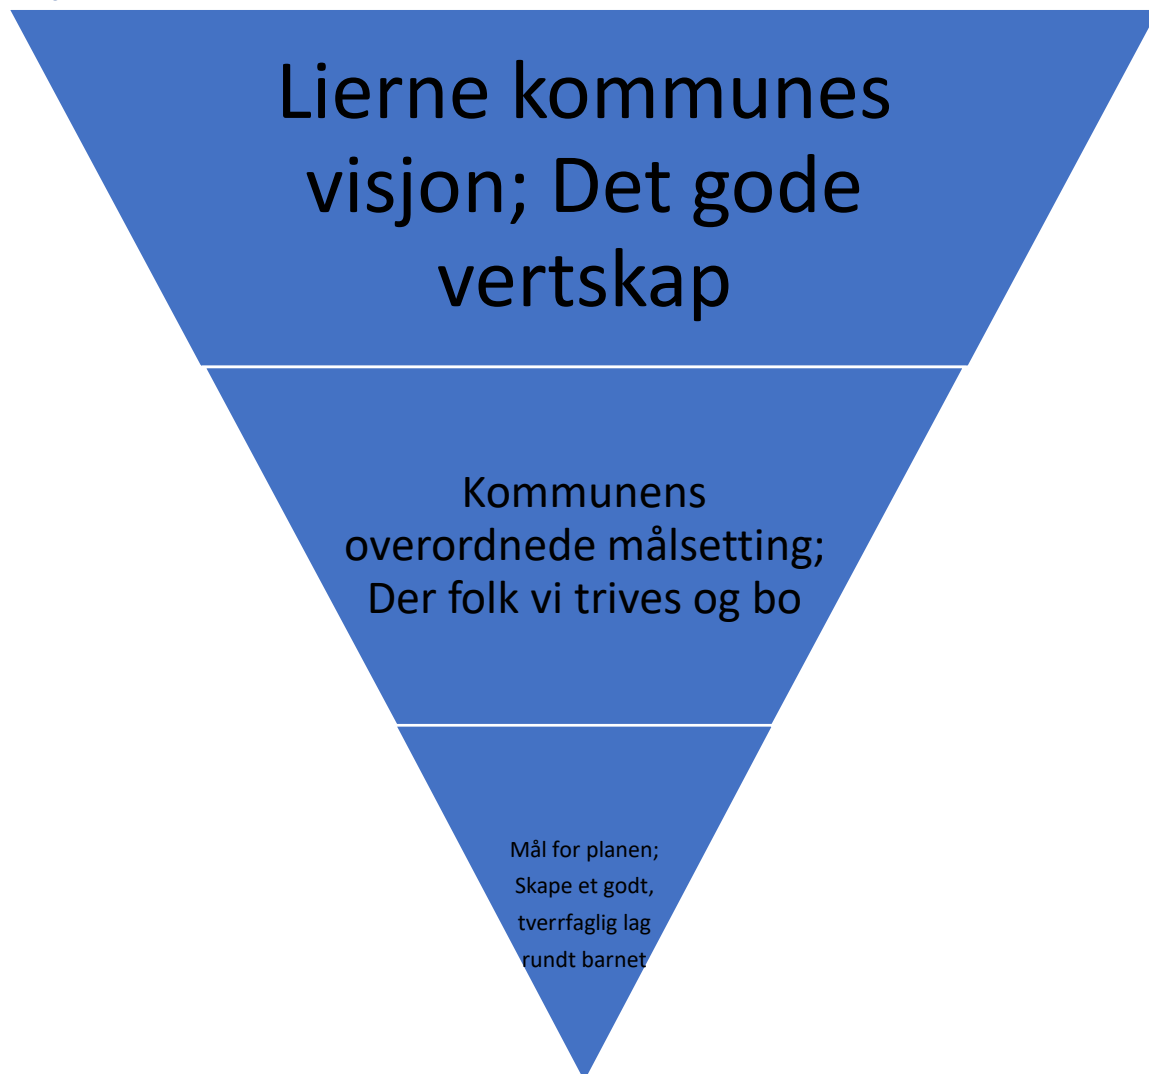 Lierne kommunes
visjon; Det gode
vertskap
Kommunens
overordnede målsetting;
Der folk vi trives og bo
Mål for planen;
Skape et godt,
tverrfaglig lag
rundt barnet